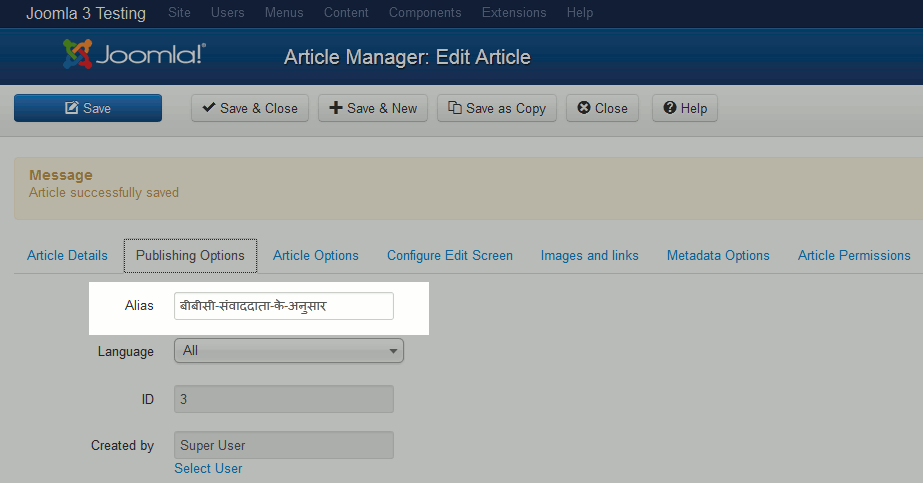 Joomla 3 Testing Site Users Menus Content Components Extensions Help
Joomla!® Article Manager: Edit Article
Save Save & Close Save & New Save as Copy Close Help
Message
Article successfully saved
Article Details Publishing Options Article Options Configure Edit Screen Images and links Metadata Options Article Permissions
Alias बीबीसी-संवाददाता-के-अनुसार
Language All
ID 3
Created by Super User
Select User